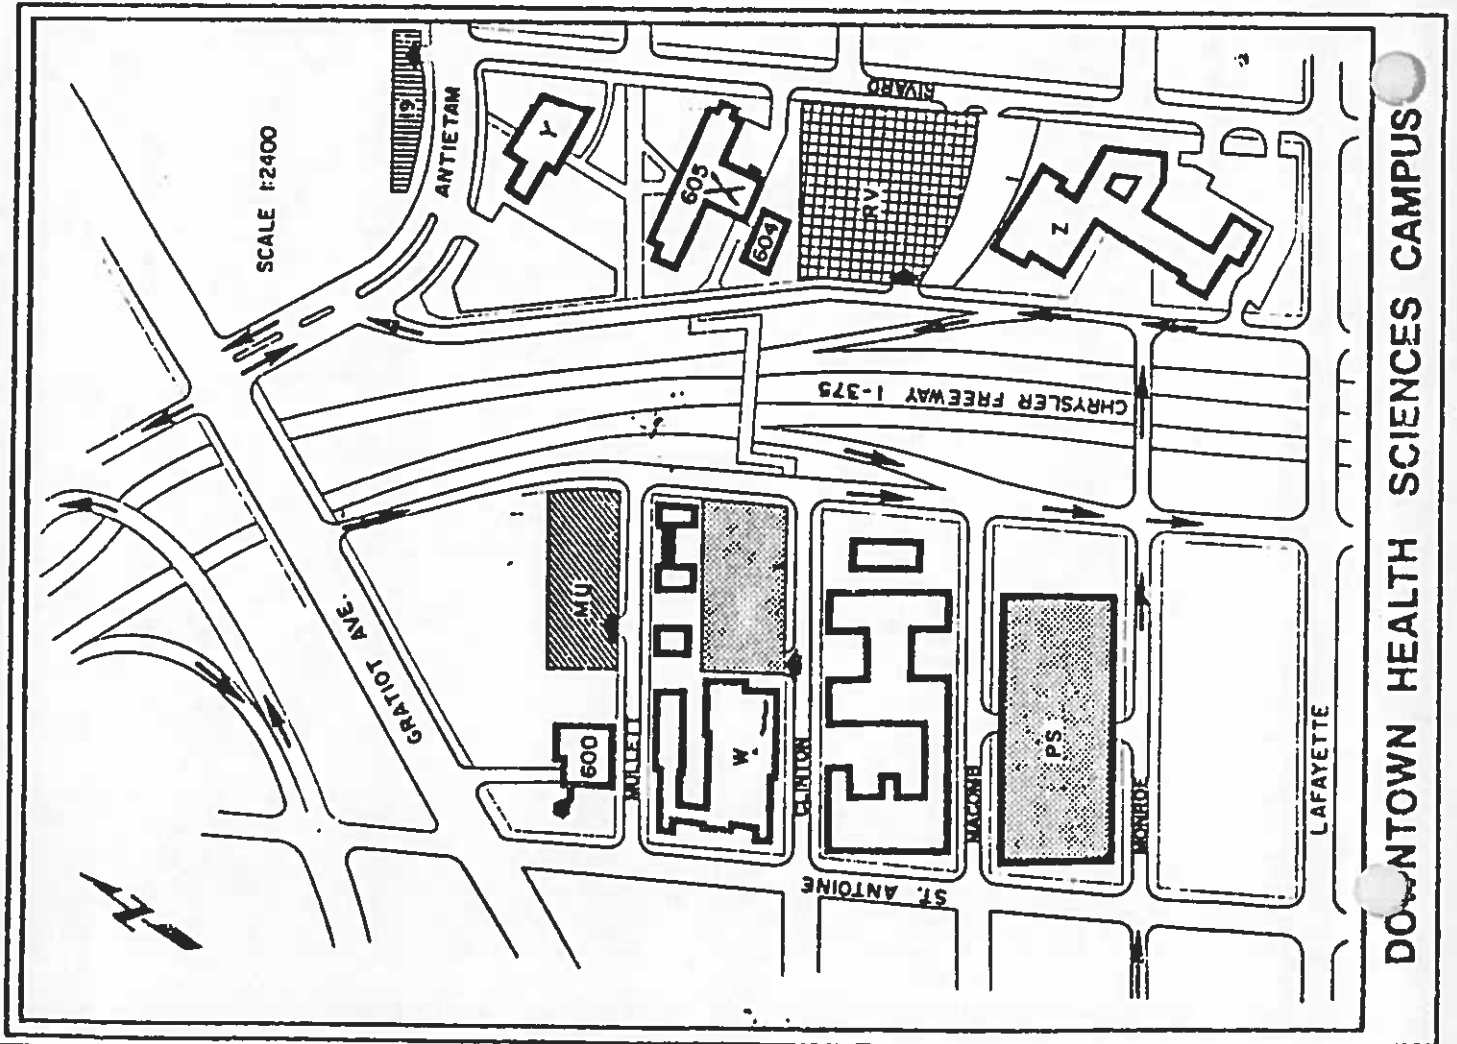 DOWNTOWN HEALTH SCIENCES CAMPUS
SCALE 1:2400
19
ANTIETAM
Y
605
X
604
RV
RIVARD
Z
CHRYSLER FREEWAY I-375
GRATIOT AVE.
MU
600
MULLETT
W
CLINTON
MACOMB
PS
MONROE
ST. ANTOINE
LAFAYETTE
N